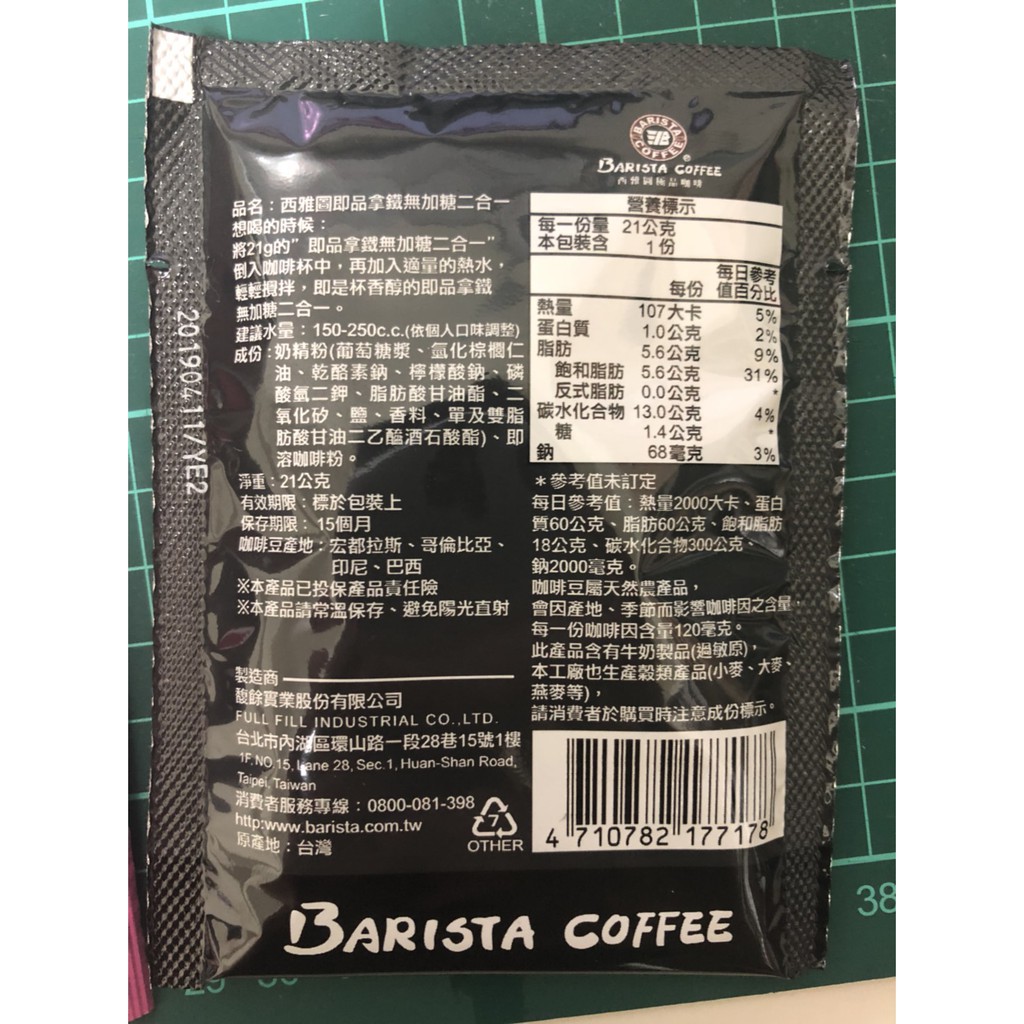 BARISTA COFFEE
BARISTA COFFEE®
西雅圖極品咖啡
品名：西雅圖即品拿鐵無加糖二合一
想喝的時候：
將21g的"即品拿鐵無加糖二合一"
倒入咖啡杯中，再加入適量的熱水，
輕輕攪拌，即是杯香醇的即品拿鐵
無加糖二合一。
建議水量：150-250c.c.(依個人口味調整)
成份：奶精粉(葡萄糖漿、氫化棕櫚仁
油、乾酪素鈉、檸檬酸鈉、磷
酸氫二鉀、脂肪酸甘油酯、二
氧化矽、鹽、香料、單及雙脂
肪酸甘油二乙醯酒石酸酯)、即
溶咖啡粉。
淨重：21公克
有效期限：標於包裝上
保存期限：15個月
咖啡豆產地：宏都拉斯、哥倫比亞、
印尼、巴西
※本產品已投保產品責任險
※本產品請常溫保存、避免陽光直射
製造商
馥餘實業股份有限公司
FULL FILL INDUSTRIAL CO.,LTD.
台北市內湖區環山路一段28巷15號1樓
1F, NO.15, Lane 28, Sec.1, Huan-Shan Road,
Taipei, Taiwan
消費者服務專線：0800-081-398
http:www.barista.com.tw
原產地：台灣
7
OTHER
營養標示
每一份量 21公克
本包裝含 1份
每日參考
每份 值百分比
熱量 107大卡 5%
蛋白質 1.0公克 2%
脂肪 5.6公克 9%
飽和脂肪 5.6公克 31%
反式脂肪 0.0公克 *
碳水化合物 13.0公克 4%
糖 1.4公克 *
鈉 68毫克 3%
*參考值未訂定
每日參考值：熱量2000大卡、蛋白
質60公克、脂肪60公克、飽和脂肪
18公克、碳水化合物300公克、
鈉2000毫克。
咖啡豆屬天然農產品，
會因產地、季節而影響咖啡因之含量，
每一份咖啡因含量120毫克。
此產品含有牛奶製品(過敏原)，
本工廠也生產穀類產品(小麥、大麥、
燕麥等)，
請消費者於購買時注意成份標示。
4 710782 177178
20190411/YE2
BARISTA COFFEE
38